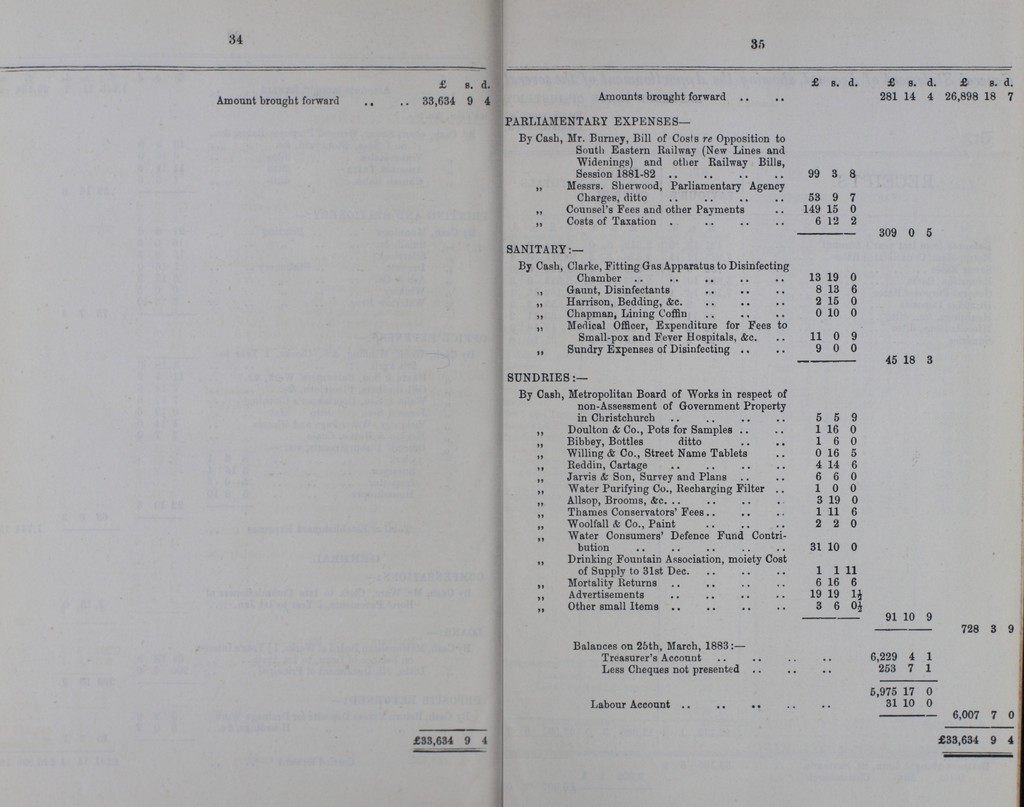 34
£ s. d.
Amount brought forward .. .. 33,634 9 4
£33,634 9 4
35
£ s. d. £ s. d. £ s. d.
Amounts brought forward .. .. 281 14 4 26,898 18 7
PARLIAMENTARY EXPENSES—
By Cash, Mr. Burney, Bill of Costs re Opposition to
South Eastern Railway (New Lines and
Widenings) and other Railway Bills,
Session 1881-82 .. .. .. .. 99 3 8
„ Messrs. Sherwood, Parliamentary Agency
Charges, ditto .. .. .. .. 53 9 7
„ Counsel's Fees and other Payments .. 149 15 0
„ Costs of Taxation . .. .. .. 6 12 2
309 0 5
SANITARY:—
By Cash, Clarke, Fitting Gas Apparatus to Disinfecting
Chamber .. .. .. .. .. 13 19 0
„ Gaunt, Disinfectants .. .. .. 8 13 6
„ Harrison, Bedding, &c. .. .. .. 2 15 0
„ Chapman, Lining Coffin .. .. .. 0 10 0
„ Medical Officer, Expenditure for Fees to
Small-pox and Fever Hospitals, &c. .. 11 0 9
„ Sundry Expenses of Disinfecting .. .. 9 0 0
45 18 3
SUNDRIES:—
By Cash, Metropolitan Board of Works in respect of
non-Assessment of Government Property
in Christchurch .. .. .. .. 5 5 9
„ Doulton & Co., Pots for Samples .. .. 1 16 0
„ Bibbey, Bottles ditto .. .. 1 6 0
„ Willing & Co., Street Name Tablets .. 0 16 5
„ Reddin, Cartage .. .. .. .. 4 14 6
„ Jarvis & Son, Survey and Plans .. .. 6 6 0
„ Water Purifying Co., Recharging Filter .. 1 0 0
„ Allsop, Brooms, &c. .. .. .. . 3 19 0
„ Thames Conservators' Fees .. .. . 1 11 6
„ Woolfall & Co., Paint .. .. .. 2 2 0
„ Water Consumers' Defence Fund Contri-
bution .. .. .. .. .. 31 10 0
„ Drinking Fountain Association, moiety Cost
of Supply to 31st Dec. .. .. .. 1 1 11
„ Mortality Returns .. .. .. .. 6 16 6
„ Advertisements .. .. .. .. 19 19 1½
„ Other small Items .. .. .. .. 3 6 0½
91 10 9
728 3 9
Balances on 25th, March, 1883:—
Treasurer's Account .. .. .. .. 6,229 4 1
Less Cheques not presented .. .. .. 253 7 1
5,975 17 0
Labour Account .. .. .. .. .. 31 10 0
6,007 7 0
£33,634 9 4